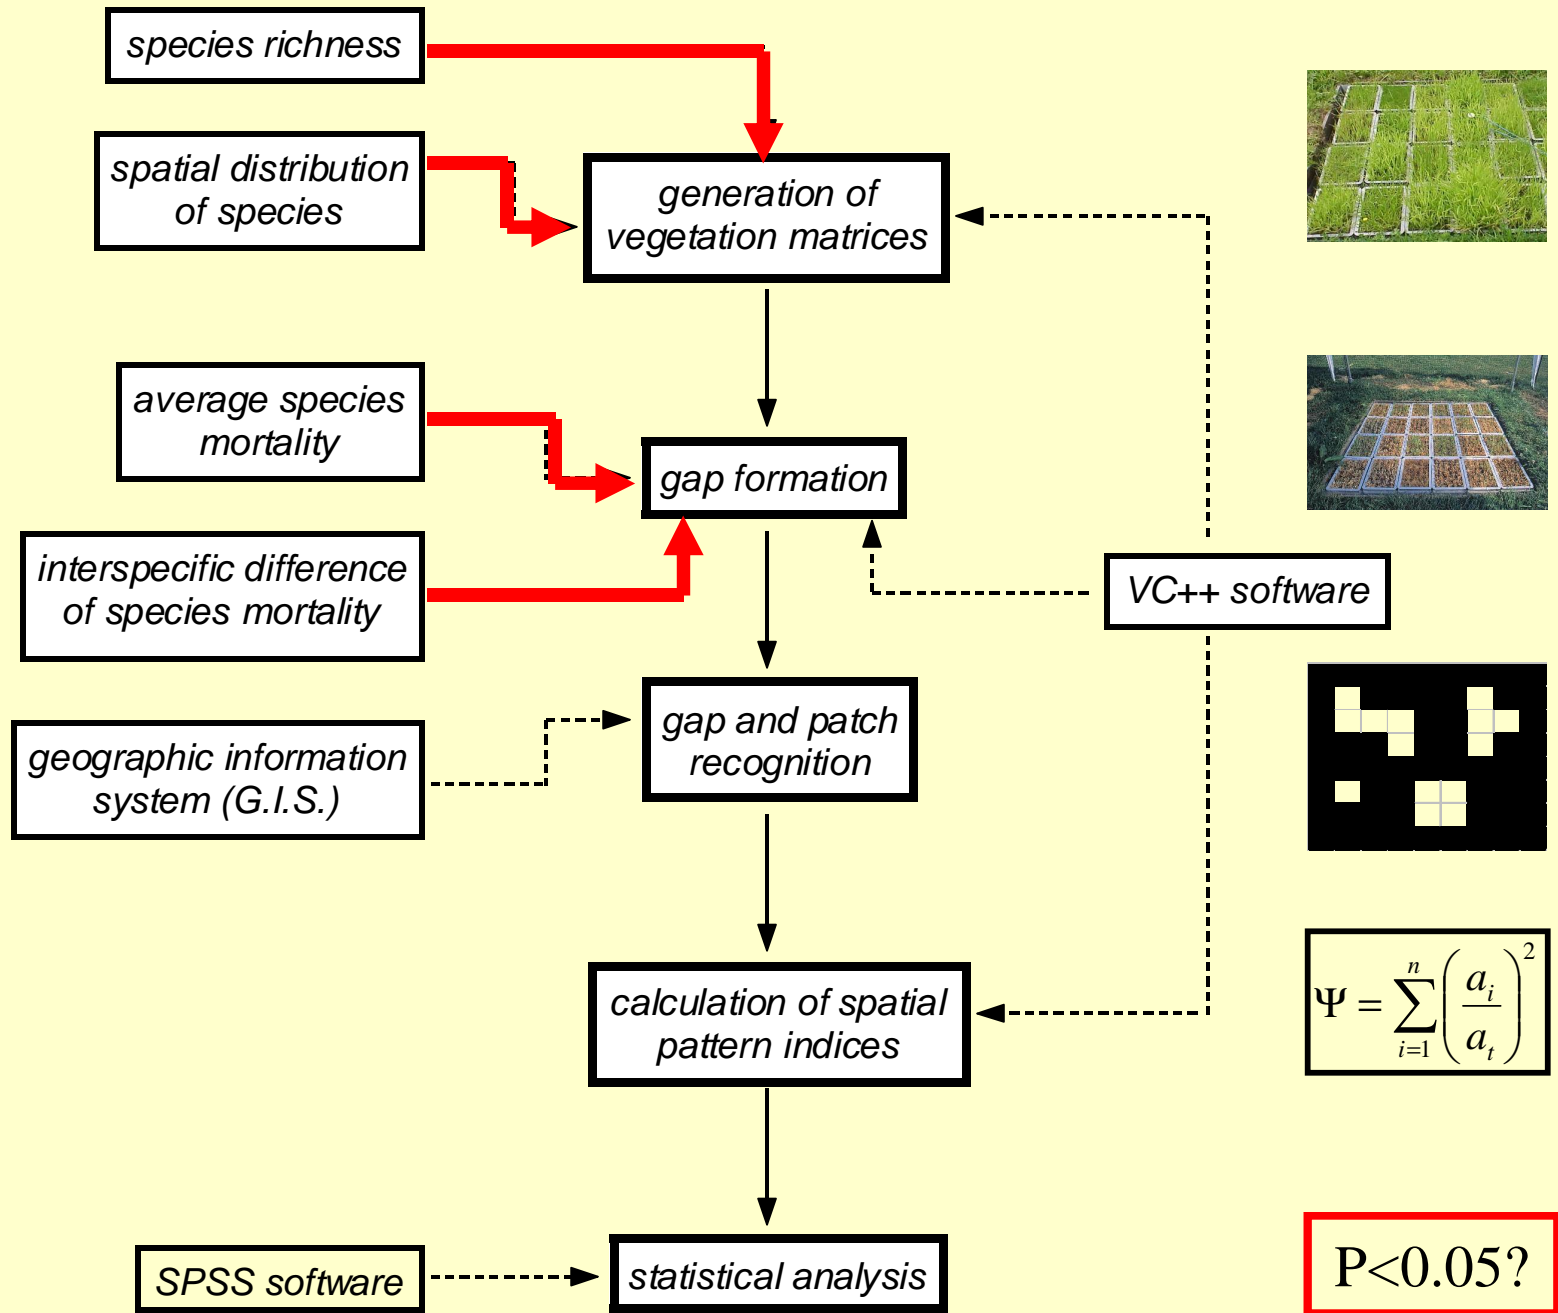 species richness
spatial distribution
of species
generation of
vegetation matrices
average species
mortality
gap formation
interspecific difference
of species mortality
VC++ software
gap and patch
recognition
geographic information
system (G.I.S.)
calculation of spatial
pattern indices
Ψ = ∑_{i=1}^{n} (a_i / a_t)^2
SPSS software
statistical analysis
P<0.05?